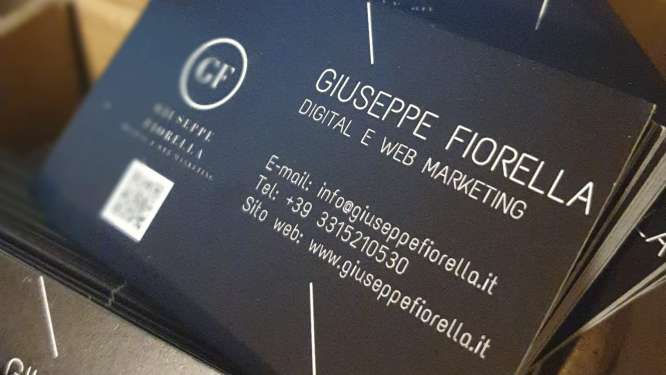 GF
GIUSEPPE
FIORELLA
GIUSEPPE FIORELLA
DIGITAL E WEB MARKETING
E-mail: info@giuseppefiorella.it
Tel: +39 3315210530
Sito web: www.giuseppefiorella.it